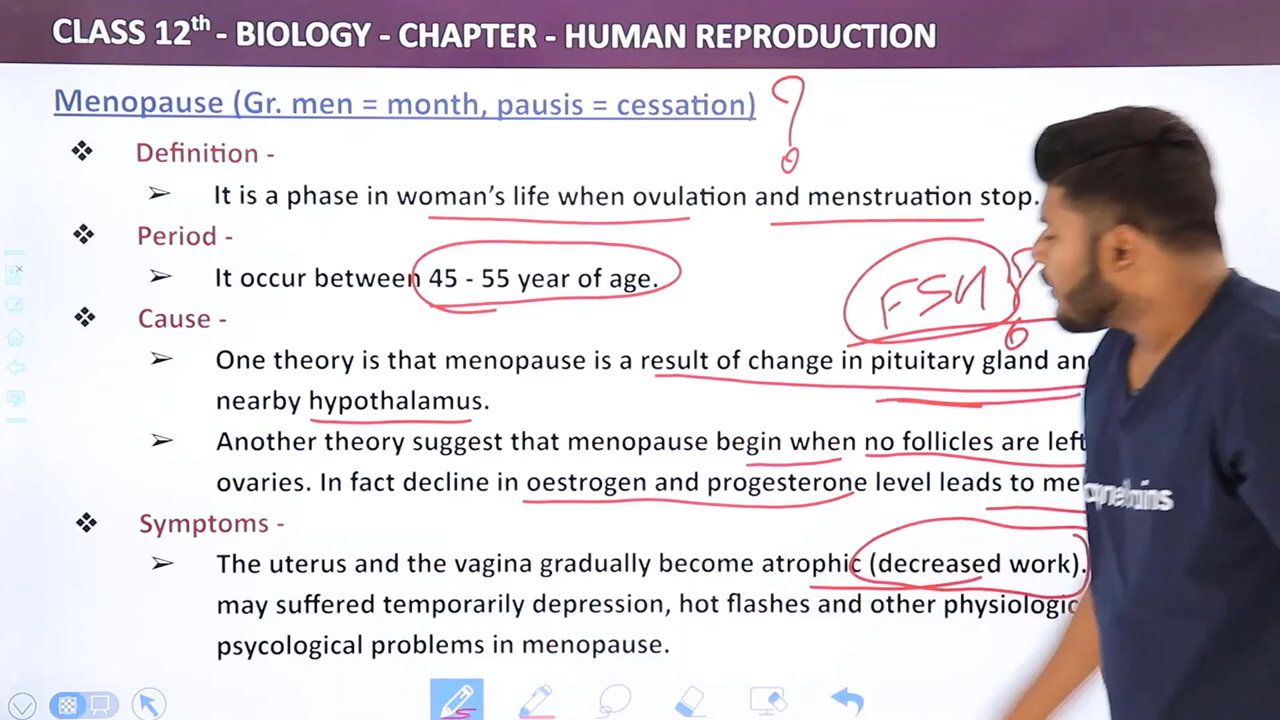 CLASS 12th - BIOLOGY - CHAPTER - HUMAN REPRODUCTION
Menopause (Gr. men = month, pausis = cessation) ?
❖ Definition -
➢ It is a phase in woman's life when ovulation and menstruation stop.
❖ Period -
➢ It occur between 45 - 55 year of age.
FSH ?
❖ Cause -
➢ One theory is that menopause is a result of change in pituitary gland an
nearby hypothalamus.
➢ Another theory suggest that menopause begin when no follicles are left
ovaries. In fact decline in oestrogen and progesterone level leads to me
❖ Symptoms -
➢ The uterus and the vagina gradually become atrophic (decreased work).
may suffered temporarily depression, hot flashes and other physiologic
psycological problems in menopause.